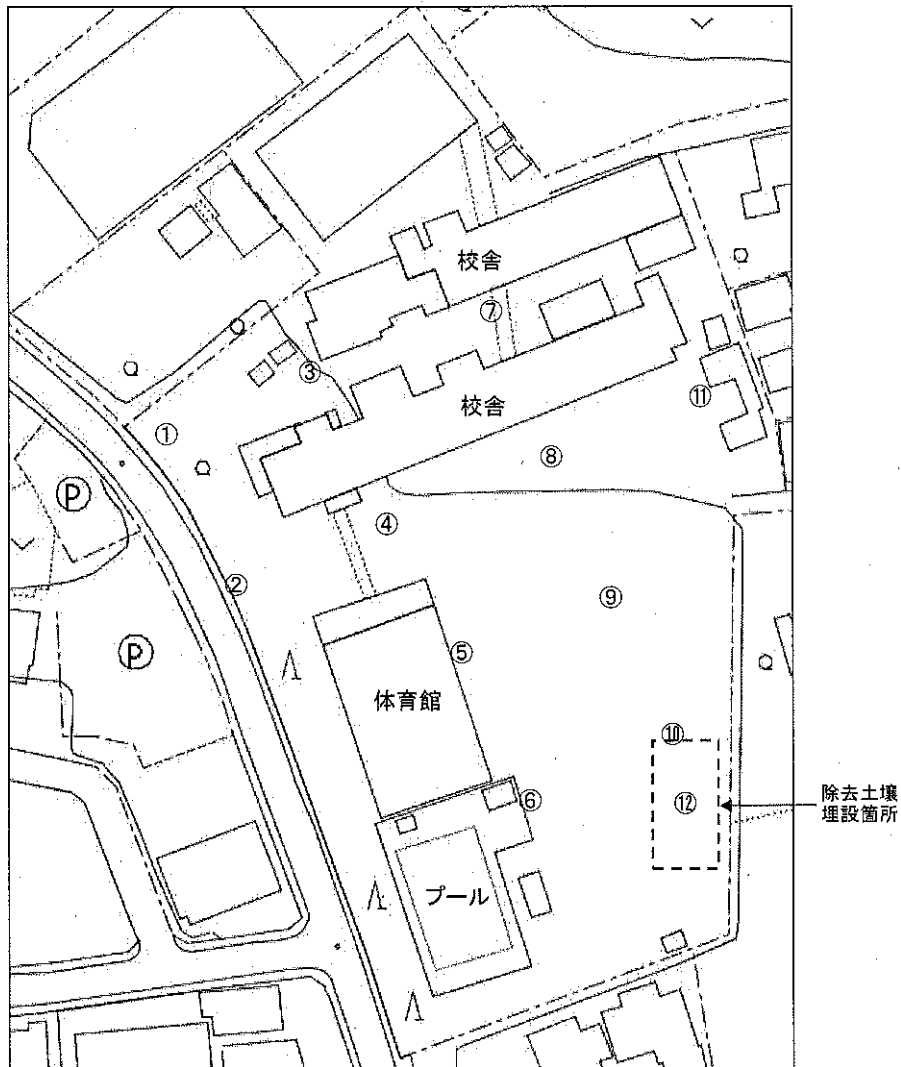 校舎
⑦
③
校舎
⑪
①
⑧
Ⓟ
④
②
⑨
Ⓟ
⑤
体育館
⑩
⑥
⑫
除去土壌
埋設箇所
プール